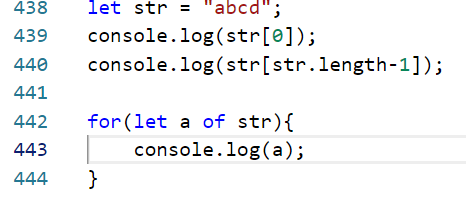 438 let str = "abcd";
439 console.log(str[0]);
440 console.log(str[str.length-1]);
441
442 for(let a of str){
443     console.log(a);
444 }